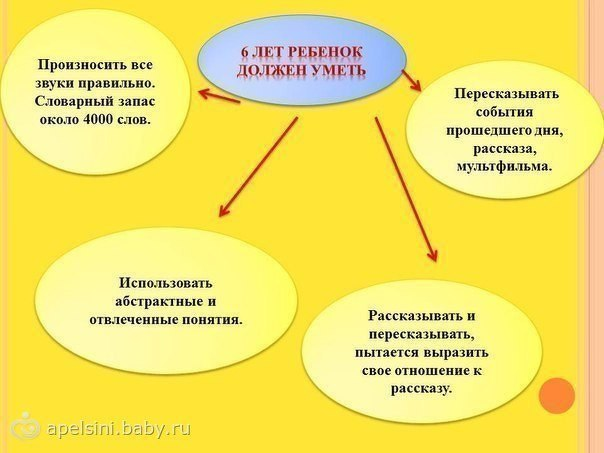 6 ЛЕТ РЕБЕНОК
ДОЛЖЕН УМЕТЬ
Произносить все
звуки правильно.
Словарный запас
около 4000 слов.
Пересказывать
события
прошедшего дня,
рассказа,
мультфильма.
Использовать
абстрактные и
отвлеченные понятия.
Рассказывать и
пересказывать,
пытается выразить
свое отношение к
рассказу.
apelsini.baby.ru